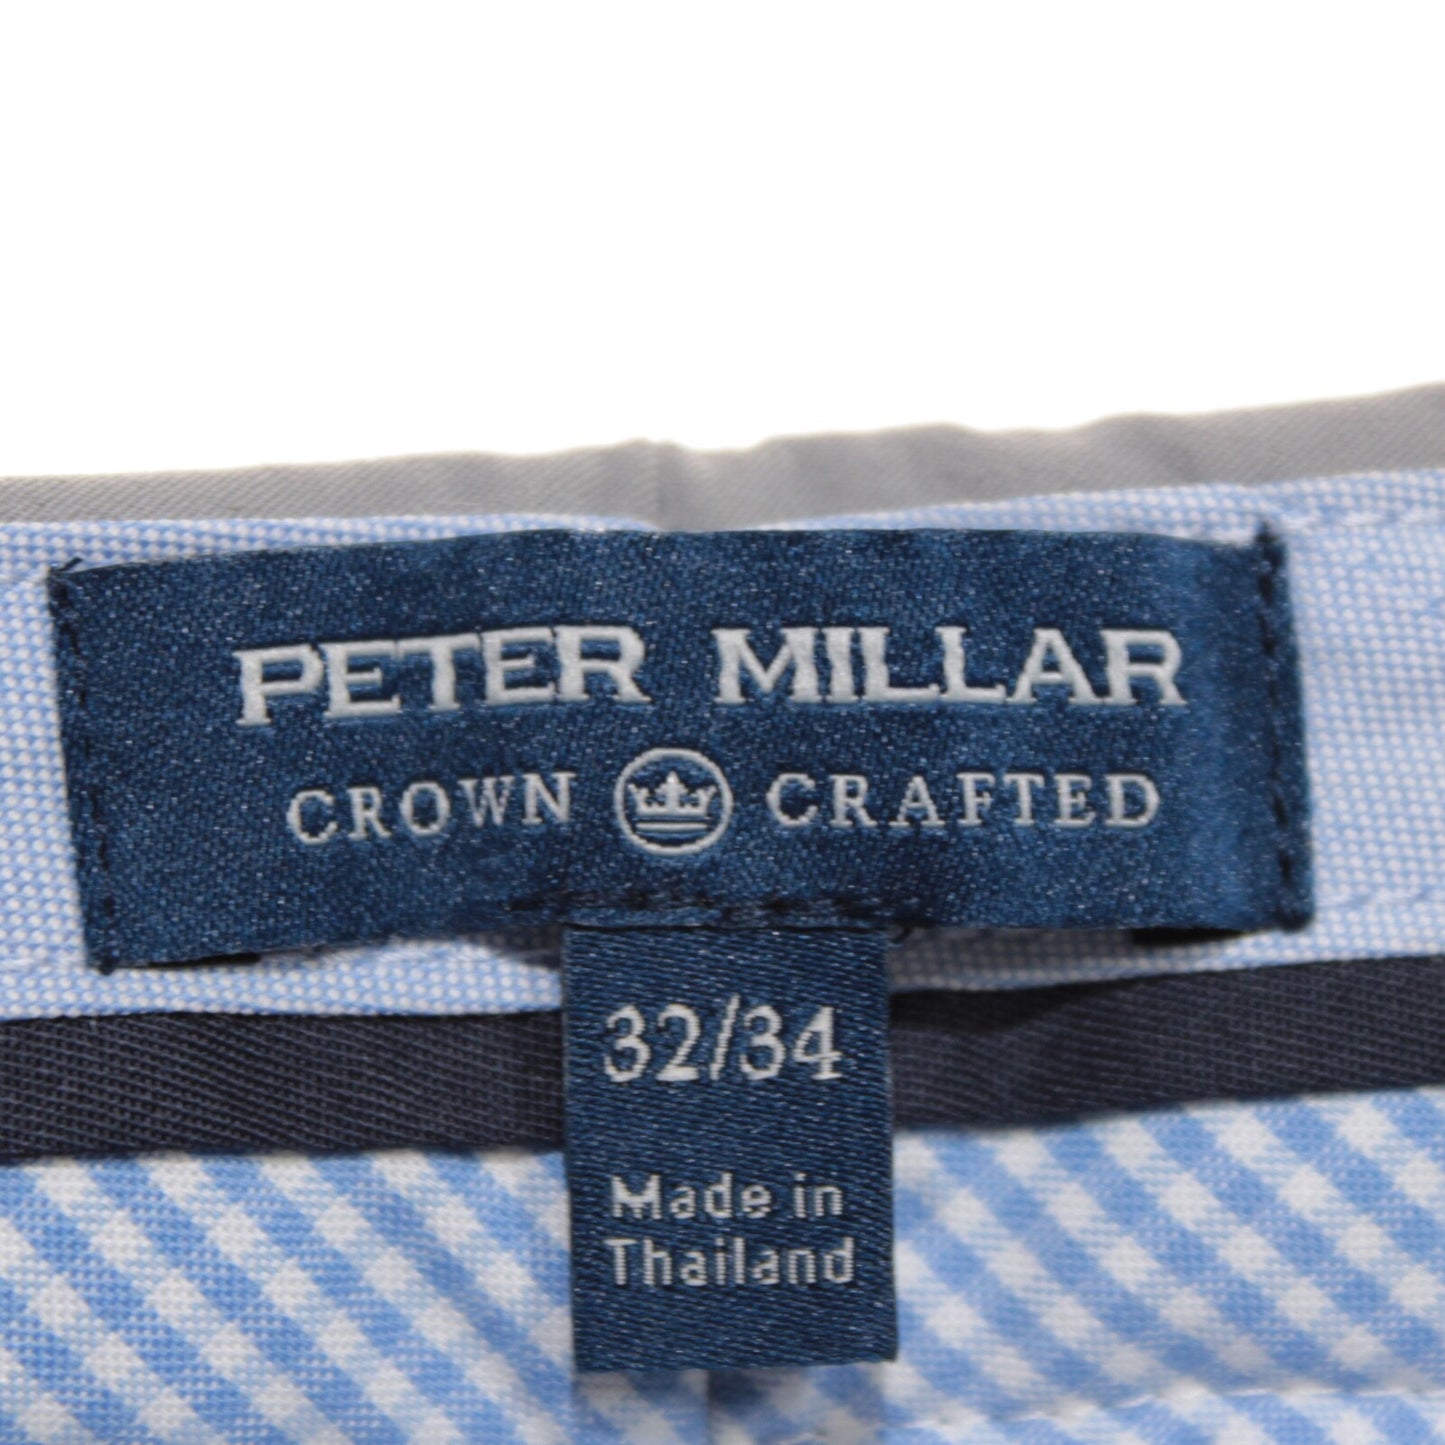 PETER MILLAR
CROWN CRAFTED
32/34
Made in
Thailand